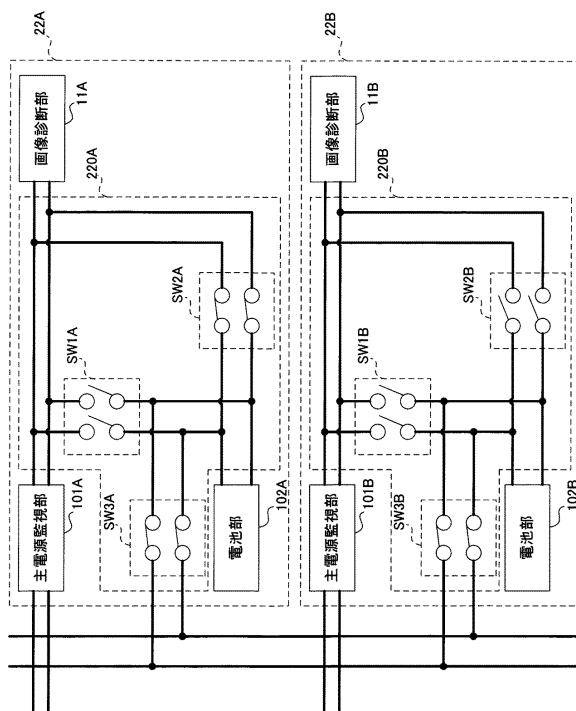 22A
画像診断部
11A
220A
SW2A
SW1A
主電源監視部
101A
SW3A
電池部
102A
22B
画像診断部
11B
220B
SW2B
SW1B
主電源監視部
101B
SW3B
電池部
102B